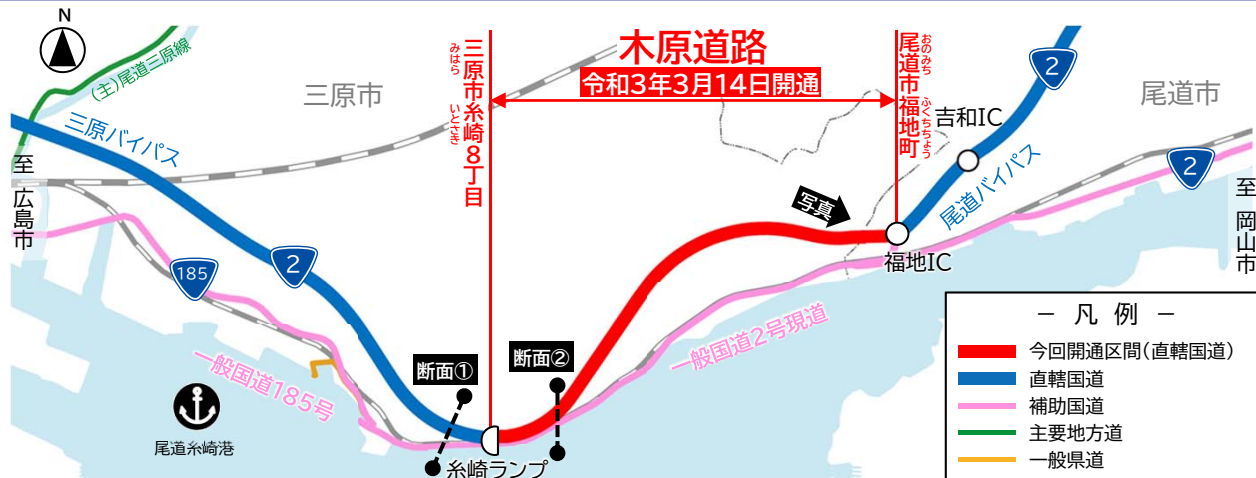 N
木原道路
令和3年3月14日開通
三原市糸崎8丁目
みはら
いとさき
尾道市福地町
おのみち
ふくちちょう
(主)尾道三原線
三原市
尾道市
2
吉和IC
三原バイパス
至 広島市
尾道バイパス
2
至 岡山市
写真
福地IC
185
2
一般国道2号現道
一般国道185号
断面①
断面②
尾道糸崎港
糸崎ランプ
－ 凡 例 －
今回開通区間(直轄国道)
直轄国道
補助国道
主要地方道
一般県道